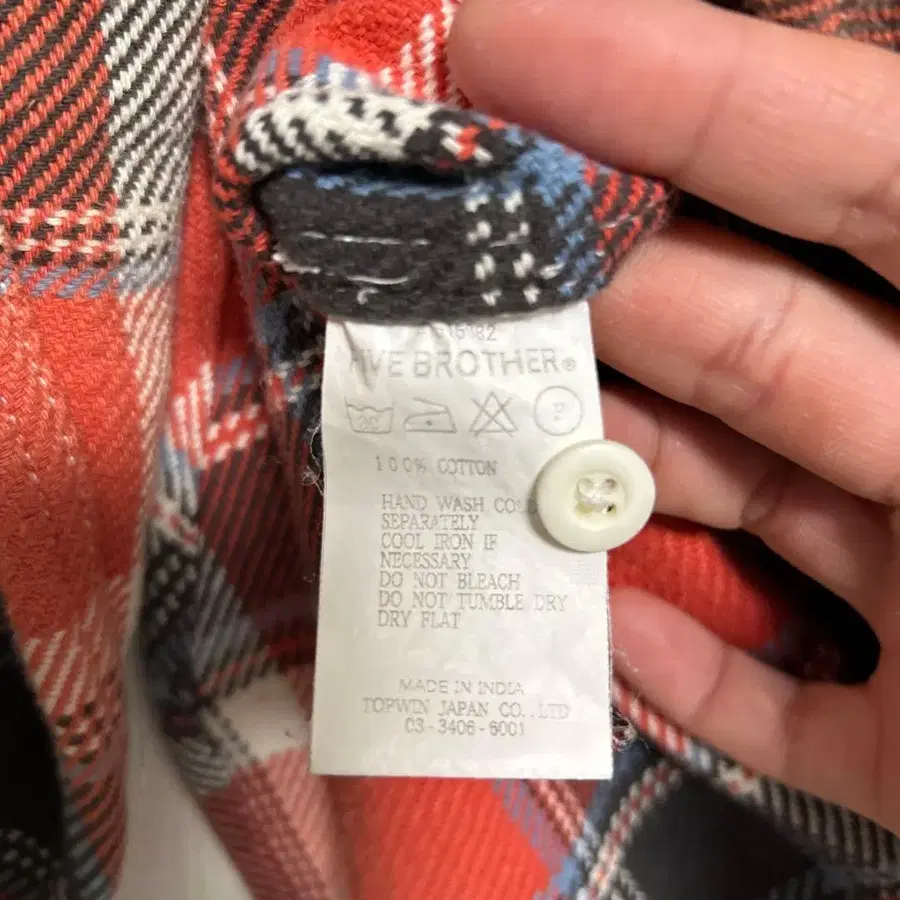 FIVE BROTHER®
P
100% COTTON
HAND WASH COLD
SEPARATELY
COOL IRON IF
NECESSARY
DO NOT BLEACH
DO NOT TUMBLE DRY
DRY FLAT
MADE IN INDIA
TOPWIN JAPAN CO.,LTD
03-3406-6001